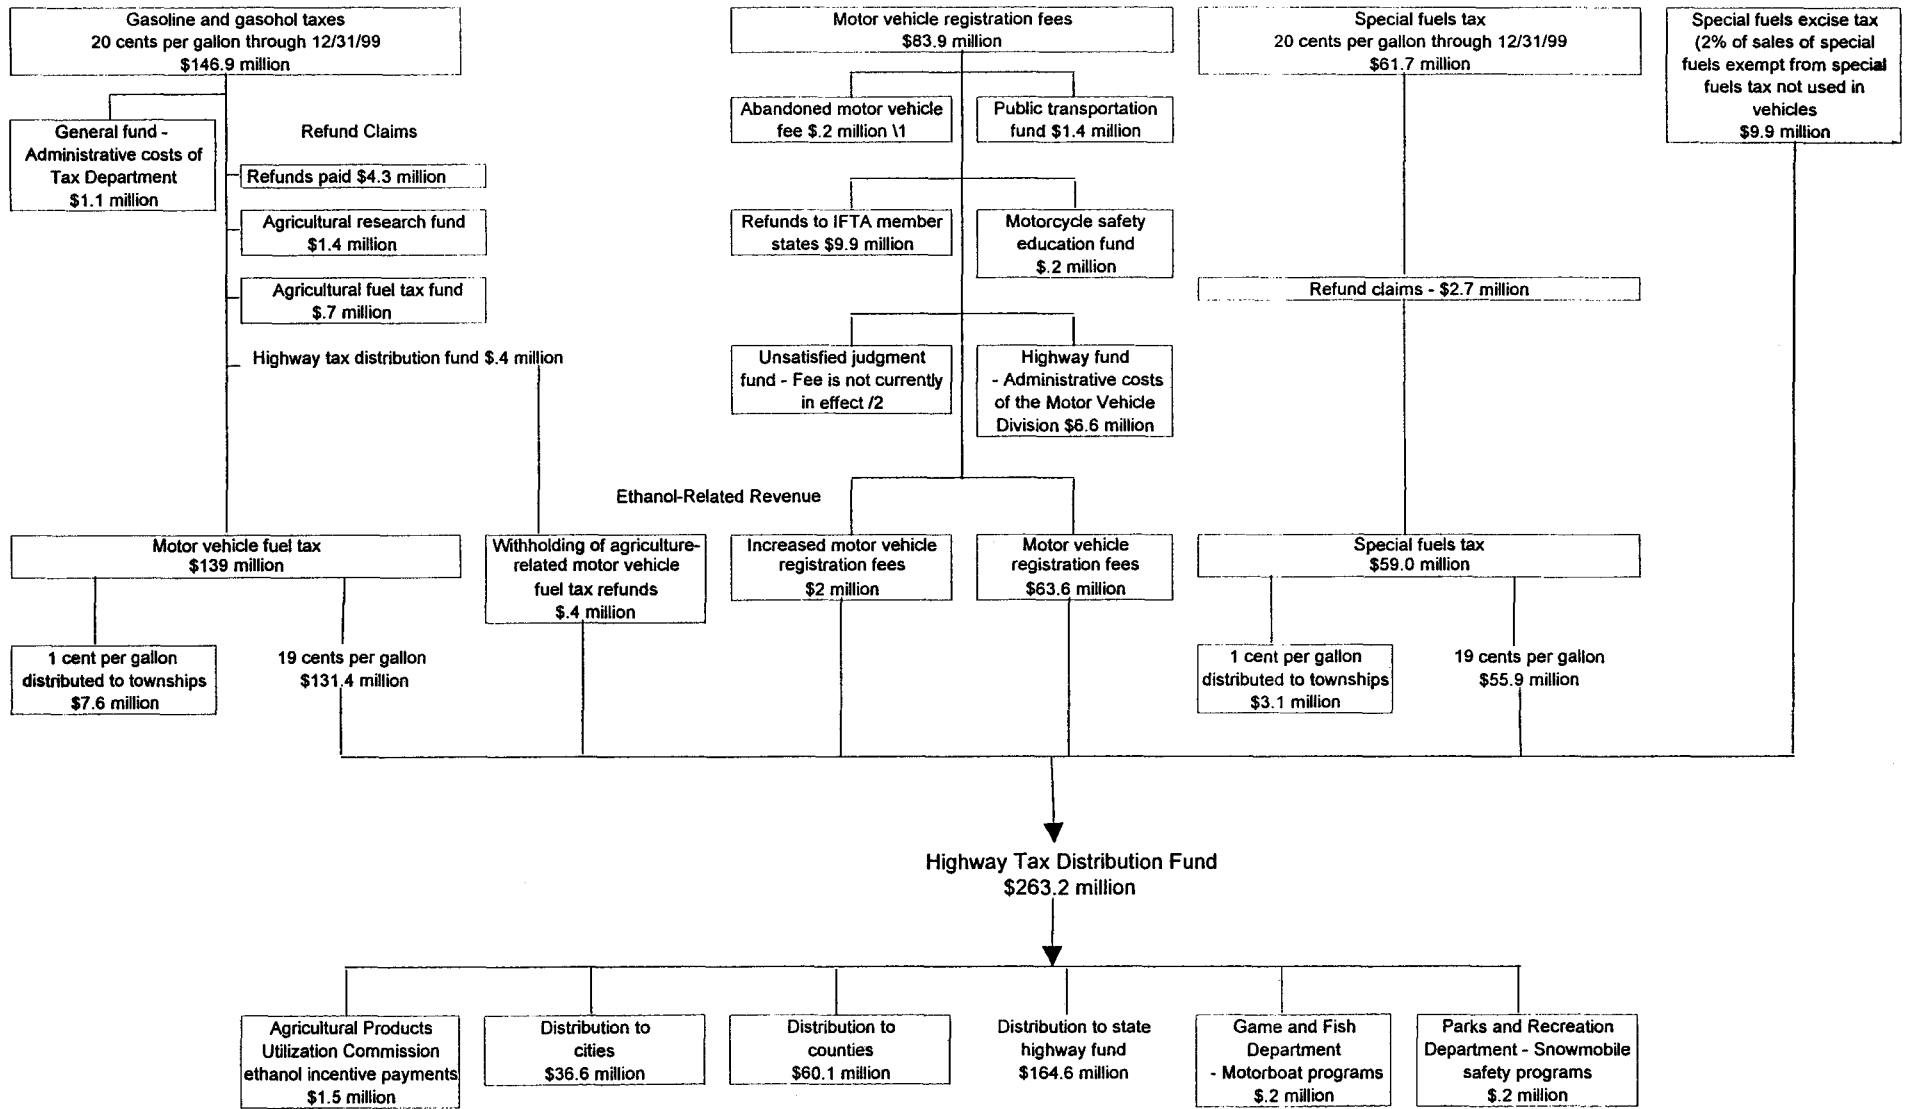 Gasoline and gasohol taxes
20 cents per gallon through 12/31/99
$146.9 million
Motor vehicle registration fees
$83.9 million
Special fuels tax
20 cents per gallon through 12/31/99
$61.7 million
Special fuels excise tax
(2% of sales of special
fuels exempt from special
fuels tax not used in
vehicles
$9.9 million
General fund -
Administrative costs of
Tax Department
$1.1 million
Refund Claims
Refunds paid $4.3 million
Agricultural research fund
$1.4 million
Agricultural fuel tax fund
$.7 million
Highway tax distribution fund $.4 million
Abandoned motor vehicle
fee $.2 million \1
Public transportation
fund $1.4 million
Refunds to IFTA member
states $9.9 million
Motorcycle safety
education fund
$.2 million
Refund claims - $2.7 million
Unsatisfied judgment
fund - Fee is not currently
in effect /2
Highway fund
- Administrative costs
of the Motor Vehicle
Division $6.6 million
Ethanol-Related Revenue
Motor vehicle fuel tax
$139 million
Withholding of agriculture-
related motor vehicle
fuel tax refunds
$.4 million
Increased motor vehicle
registration fees
$2 million
Motor vehicle
registration fees
$63.6 million
Special fuels tax
$59.0 million
1 cent per gallon
distributed to townships
$7.6 million
19 cents per gallon
$131.4 million
1 cent per gallon
distributed to townships
$3.1 million
19 cents per gallon
$55.9 million
Highway Tax Distribution Fund
$263.2 million
Agricultural Products
Utilization Commission
ethanol incentive payments
$1.5 million
Distribution to
cities
$36.6 million
Distribution to
counties
$60.1 million
Distribution to state
highway fund
$164.6 million
Game and Fish
Department
- Motorboat programs
$.2 million
Parks and Recreation
Department - Snowmobile
safety programs
$.2 million